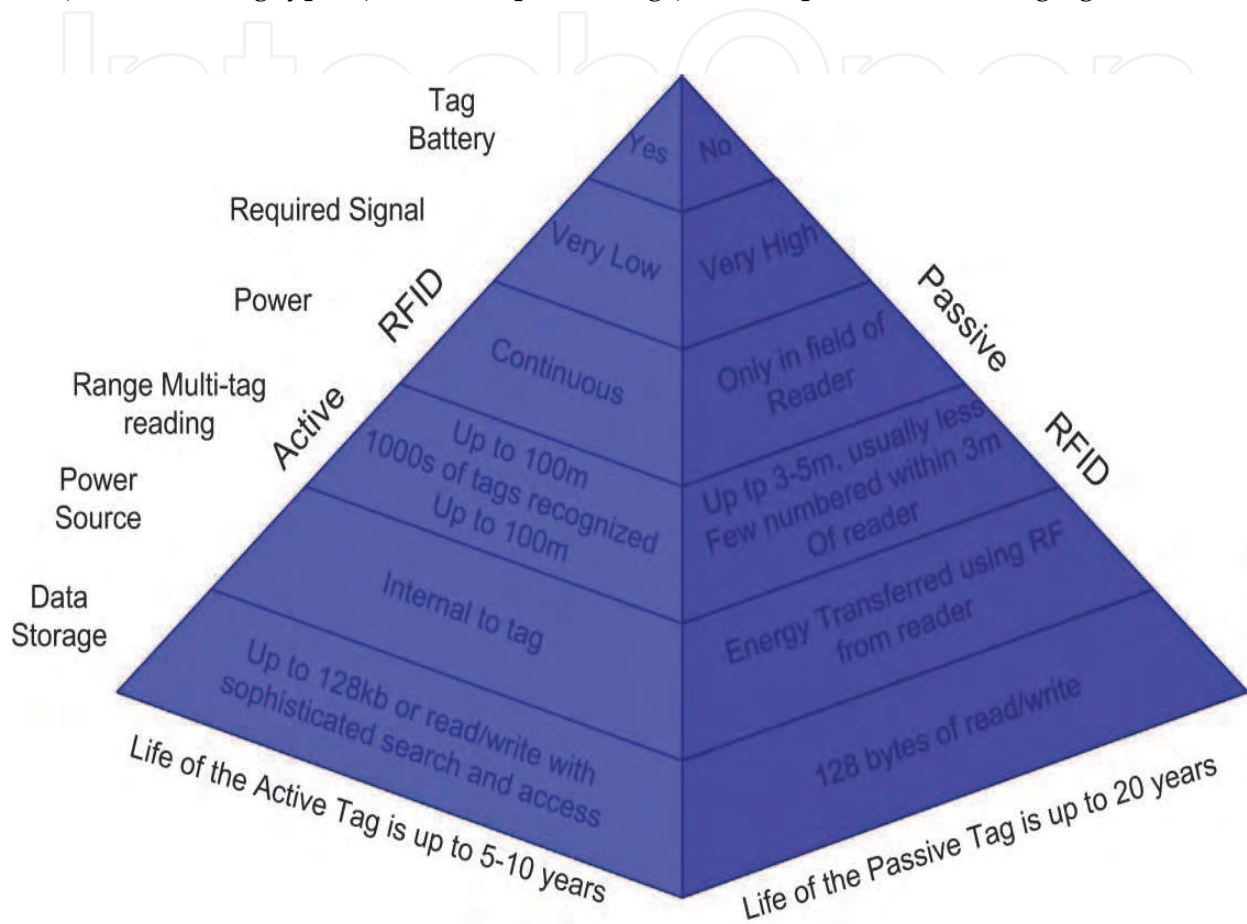 Tag
Battery
Yes
No
Required Signal
Very Low
Very High
Power
Continuous
Only in field of
Reader
Range Multi-tag
reading
Up to 100m
1000s of tags recognized
Up to 100m
Up tp 3-5m, usually less
Few numbered within 3m
Of reader
Power
Source
Internal to tag
Energy Transferred using RF
from reader
Data
Storage
Up to 128kb or read/write with
sophisticated search and access
128 bytes of read/write
Active RFID
Passive RFID
Life of the Active Tag is up to 5-10 years
Life of the Passive Tag is up to 20 years